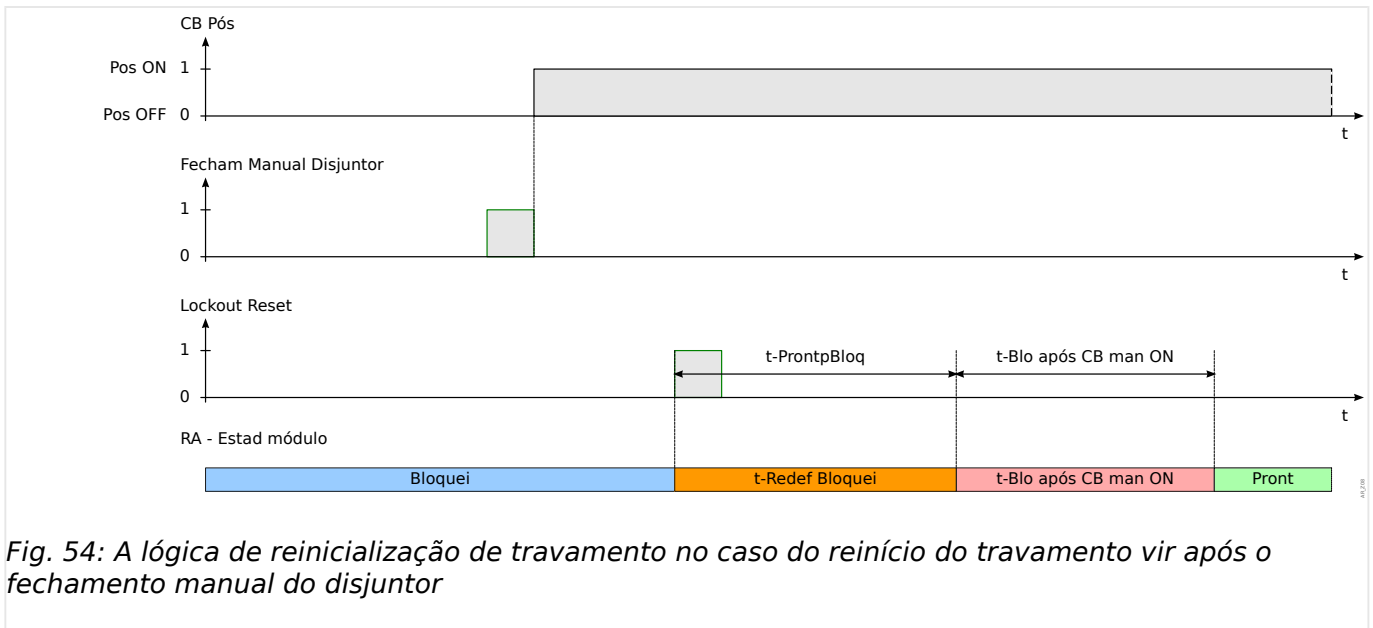 CB Pós
Pos ON 1
Pos OFF 0
t
Fecham Manual Disjuntor
1
0
t
Lockout Reset
1
t-ProntpBloq t-Blo após CB man ON
0
t
RA - Estad módulo
Bloquei t-Redef Bloquei t-Blo após CB man ON Pront
AR_Z08
Fig. 54: A lógica de reinicialização de travamento no caso do reinício do travamento vir após o
fechamento manual do disjuntor